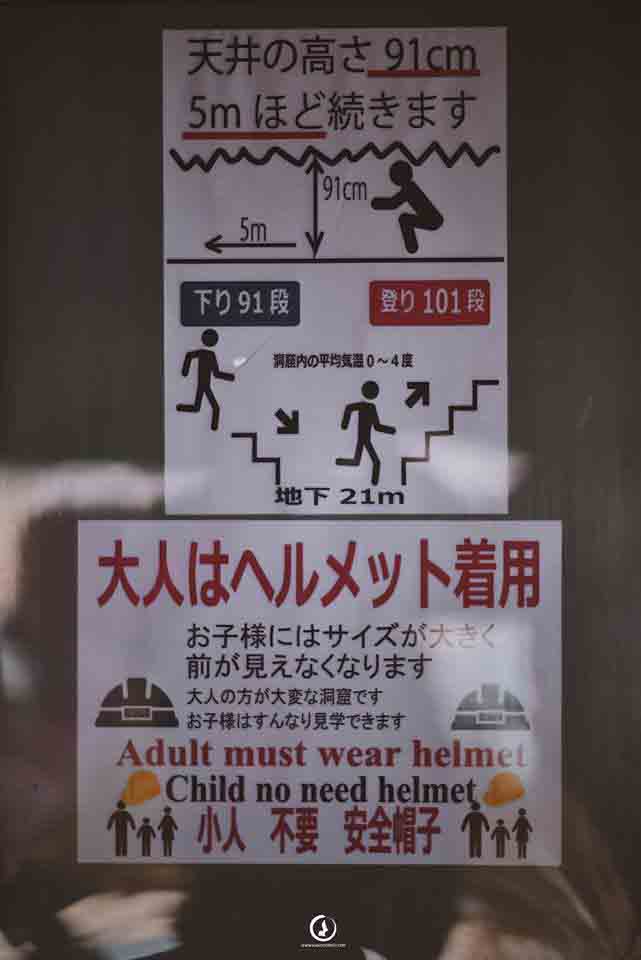 天井の高さ 91cm
5m ほど続きます
91cm
5m
下り 91 段
登り 101 段
洞窟内の平均気温 0 ～ 4 度
地下 21m
大人はヘルメット着用
お子様にはサイズが大きく
前が見えなくなります
大人の方が大変な洞窟です
お子様はすんなり見学できます
Adult must wear helmet
Child no need helmet
小人 不要 安全帽子